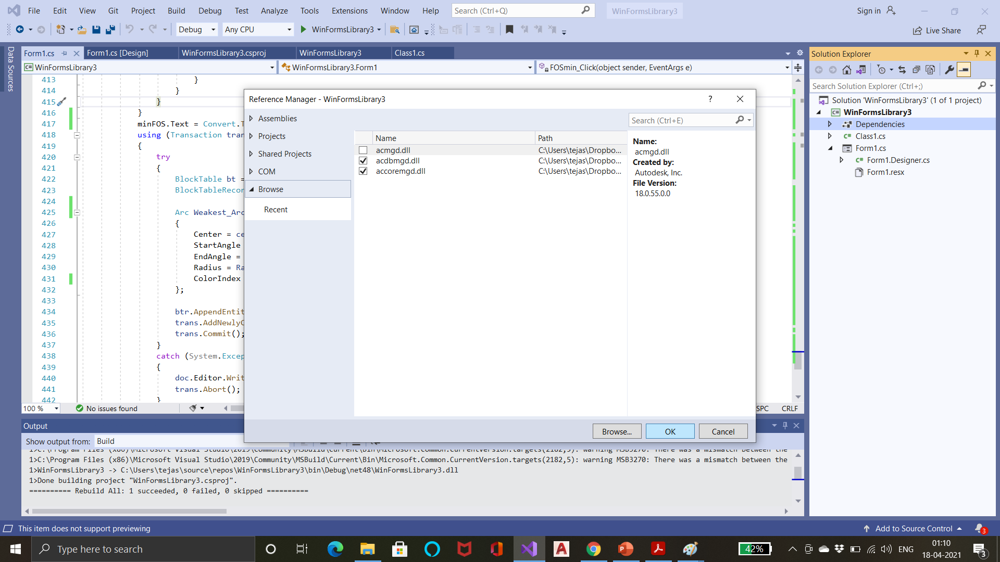 File Edit View Git Project Build Debug Test Analyze Tools Extensions Window Help Search (Ctrl+Q) WinFormsLibrary3 Sign in
Debug Any CPU WinFormsLibrary3 Live Share
Data Sources
Form1.cs Form1.cs [Design] WinFormsLibrary3.csproj WinFormsLibrary3 Class1.cs
WinFormsLibrary3 WinFormsLibrary3.Form1 FOSmin_Click(object sender, EventArgs e)
413 }
414 }
415 }
416 }
417 minFOS.Text = Convert.T
418 using (Transaction tran
419 {
420 try
421 {
422 BlockTable bt =
423 BlockTableRecor
424
425 Arc Weakest_Arc
426 {
427 Center = ce
428 StartAngle
429 EndAngle =
430 Radius = Ra
431 ColorIndex
432 };
433
434 btr.AppendEntit
435 trans.AddNewlyC
436 trans.Commit();
437 }
438 catch (System.Excep
439 {
440 doc.Editor.Writ
441 trans.Abort();
442 }
100 % No issues found SPC CRLF
Reference Manager - WinFormsLibrary3 ?
Assemblies
Projects
Shared Projects
COM
Browse
Recent
Search (Ctrl+E)
Name Path
acmgd.dll C:\Users\tejas\Dropbo...
acdbmgd.dll C:\Users\tejas\Dropbo...
accoremgd.dll C:\Users\tejas\Dropbo...
Name:
acmgd.dll
Created by:
Autodesk, Inc.
File Version:
18.0.55.0.0
Browse... OK Cancel
Solution Explorer
Search Solution Explorer (Ctrl+;)
Solution 'WinFormsLibrary3' (1 of 1 project)
C# WinFormsLibrary3
Dependencies
C# Class1.cs
Form1.cs
C# Form1.Designer.cs
Form1.resx
Output
Show output from: Build
1>C:\Program Files (x86)\Microsoft Visual Studio\2019\Community\MSBuild\Current\Bin\Microsoft.Common.CurrentVersion.targets(2182,5): warning MSB3270: There was a mismatch between the
1>C:\Program Files (x86)\Microsoft Visual Studio\2019\Community\MSBuild\Current\Bin\Microsoft.Common.CurrentVersion.targets(2182,5): warning MSB3270: There was a mismatch between the
1>WinFormsLibrary3 -> C:\Users\tejas\source\repos\WinFormsLibrary3\bin\Debug\net48\WinFormsLibrary3.dll
1>Done building project "WinFormsLibrary3.csproj".
========== Rebuild All: 1 succeeded, 0 failed, 0 skipped ==========
This item does not support previewing Add to Source Control 3
Type here to search 42% ENG 01:10
18-04-2021 3